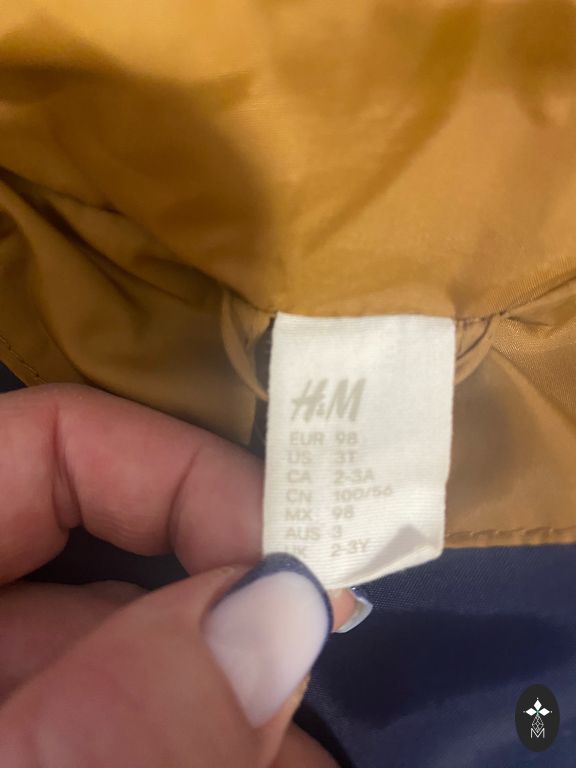 H&M
EUR 98
US 3T
CA 2-3A
CN 100/56
MX 98
AUS 3
UK 2-3Y
M